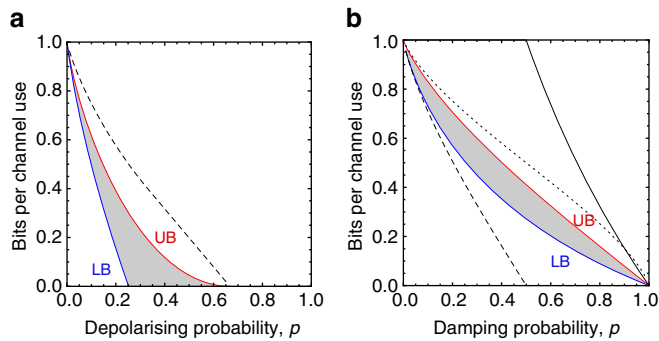 a
Bits per channel use
1.0
0.8
0.6
0.4
0.2
0.0
UB
LB
0.0 0.2 0.4 0.6 0.8 1.0
Depolarising probability, p
b
Bits per channel use
1.0
0.8
0.6
0.4
0.2
0.0
UB
LB
0.0 0.2 0.4 0.6 0.8 1.0
Damping probability, p